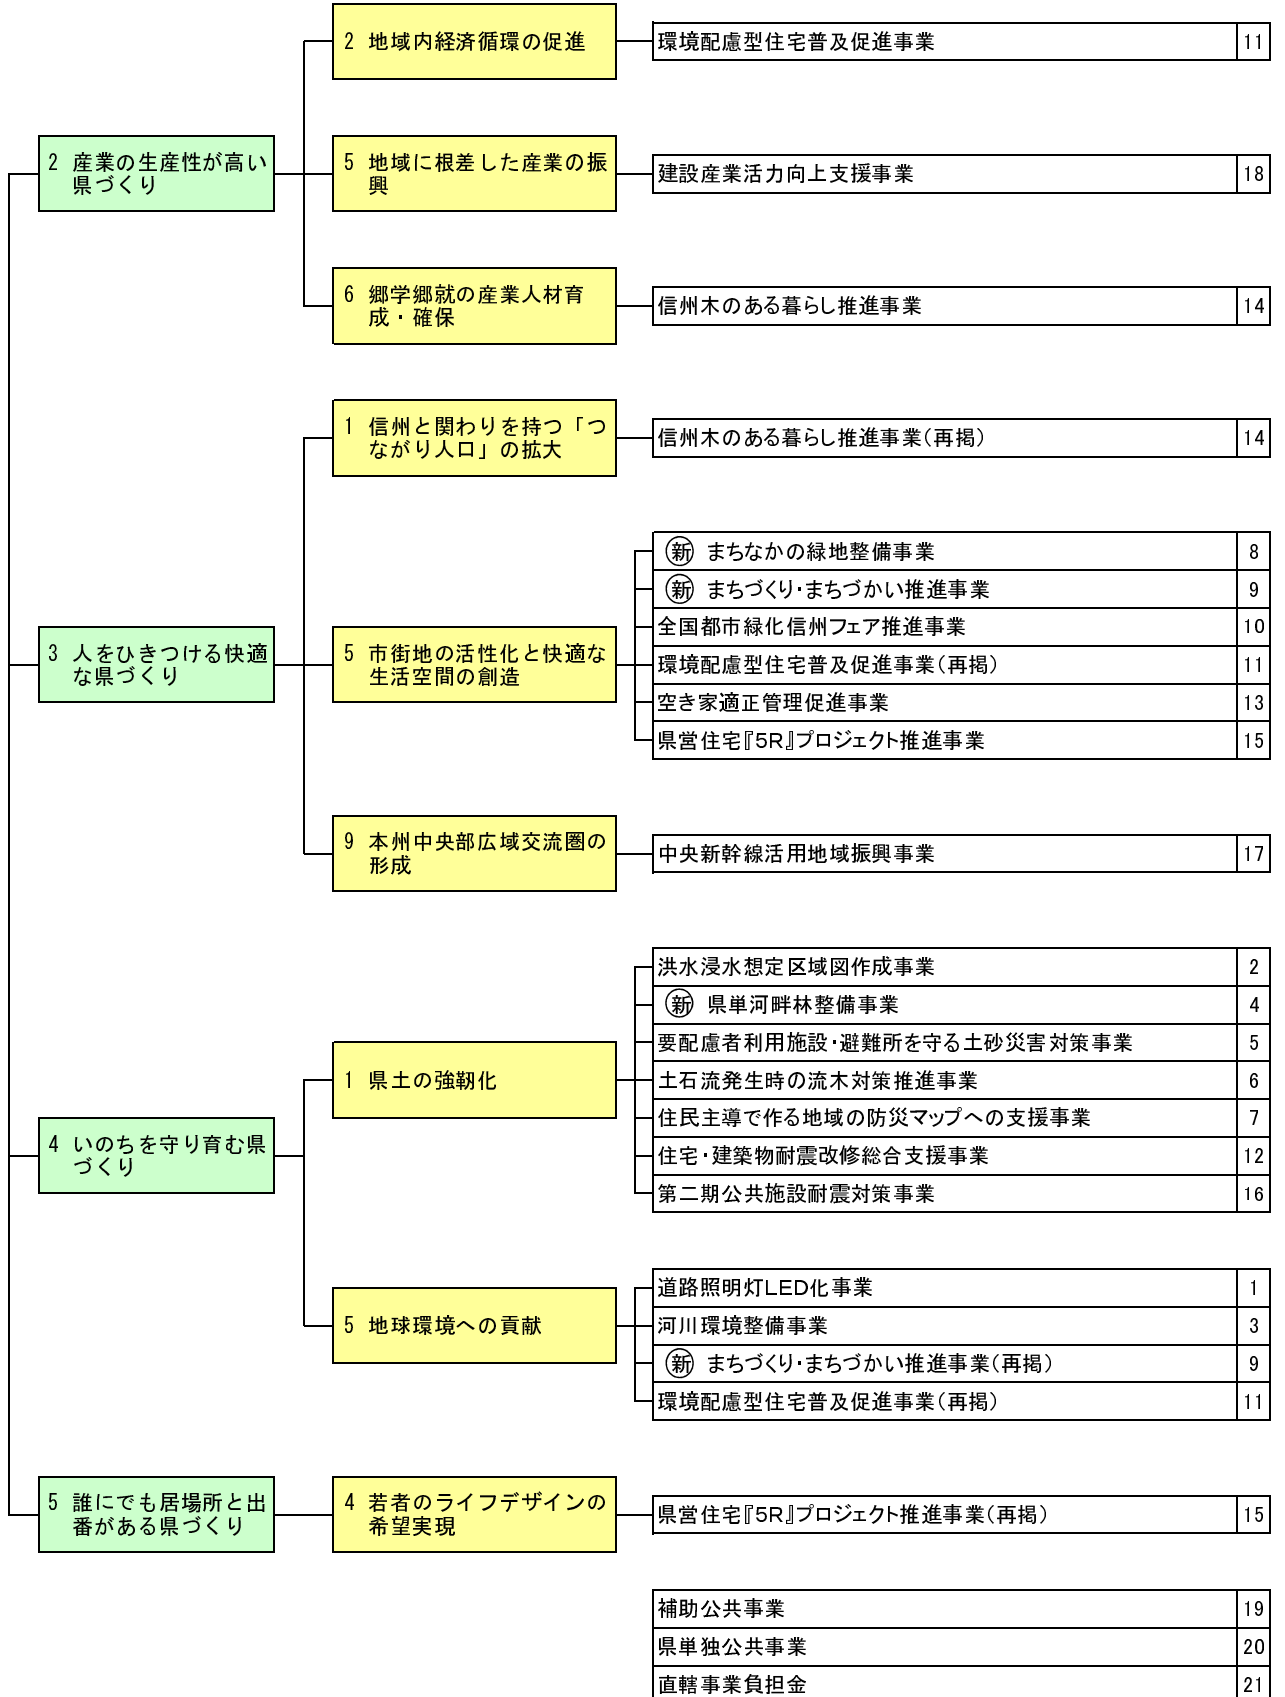 2 地域内経済循環の促進
環境配慮型住宅普及促進事業 11
2 産業の生産性が高い
県づくり
5 地域に根差した産業の振
興
建設産業活力向上支援事業 18
6 郷学郷就の産業人材育
成・確保
信州木のある暮らし推進事業 14
1 信州と関わりを持つ「つ
ながり人口」の拡大
信州木のある暮らし推進事業(再掲) 14
3 人をひきつける快適
な県づくり
5 市街地の活性化と快適な
生活空間の創造
新 まちなかの緑地整備事業 8
新 まちづくり・まちづかい推進事業 9
全国都市緑化信州フェア推進事業 10
環境配慮型住宅普及促進事業(再掲) 11
空き家適正管理促進事業 13
県営住宅『5R』プロジェクト推進事業 15
9 本州中央部広域交流圏の
形成
中央新幹線活用地域振興事業 17
4 いのちを守り育む県
づくり
1 県土の強靭化
洪水浸水想定区域図作成事業 2
新 県単河畔林整備事業 4
要配慮者利用施設・避難所を守る土砂災害対策事業 5
土石流発生時の流木対策推進事業 6
住民主導で作る地域の防災マップへの支援事業 7
住宅・建築物耐震改修総合支援事業 12
第二期公共施設耐震対策事業 16
5 地球環境への貢献
道路照明灯LED化事業 1
河川環境整備事業 3
新 まちづくり・まちづかい推進事業(再掲) 9
環境配慮型住宅普及促進事業(再掲) 11
5 誰にでも居場所と出
番がある県づくり
4 若者のライフデザインの
希望実現
県営住宅『5R』プロジェクト推進事業(再掲) 15
補助公共事業 19
県単独公共事業 20
直轄事業負担金 21